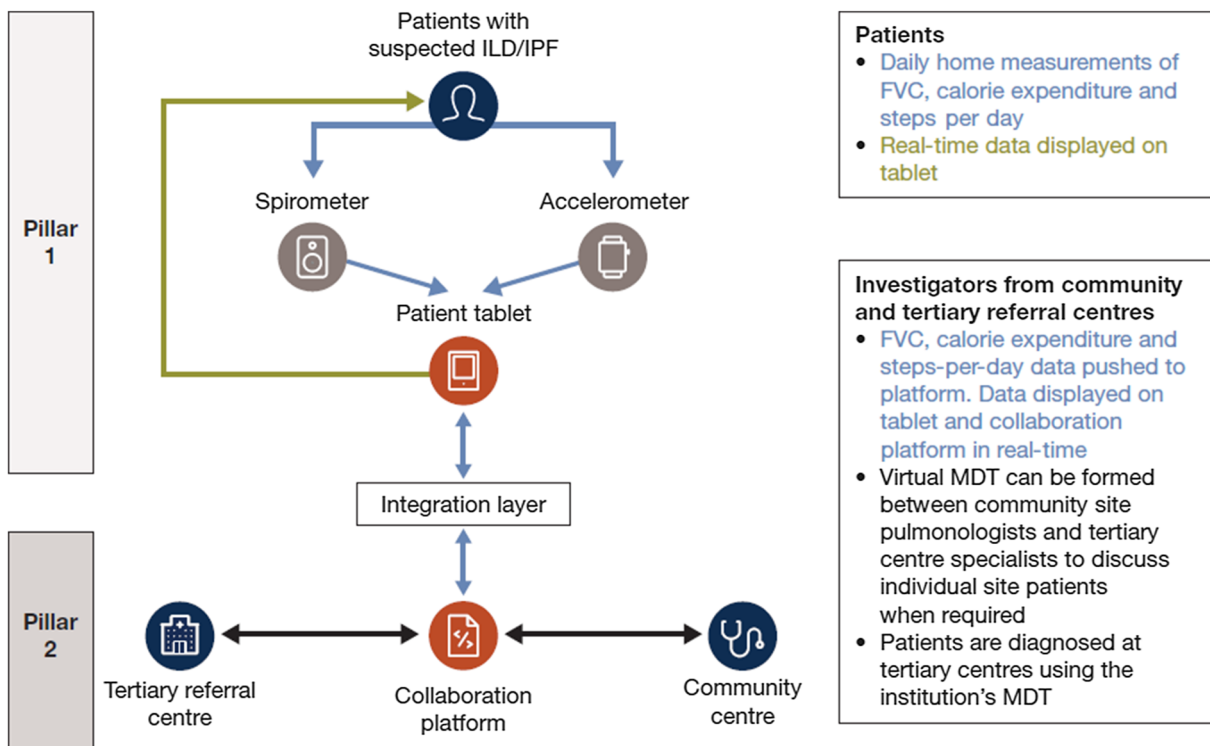 Pillar
1
Patients with
suspected ILD/IPF
Spirometer
Accelerometer
Patient tablet
Integration layer
Pillar
2
Tertiary referral
centre
Collaboration
platform
Community
centre
Patients
• Daily home measurements of
FVC, calorie expenditure and
steps per day
• Real-time data displayed on
tablet
Investigators from community
and tertiary referral centres
• FVC, calorie expenditure and
steps-per-day data pushed to
platform. Data displayed on
tablet and collaboration
platform in real-time
• Virtual MDT can be formed
between community site
pulmonologists and tertiary
centre specialists to discuss
individual site patients
when required
• Patients are diagnosed at
tertiary centres using the
institution’s MDT